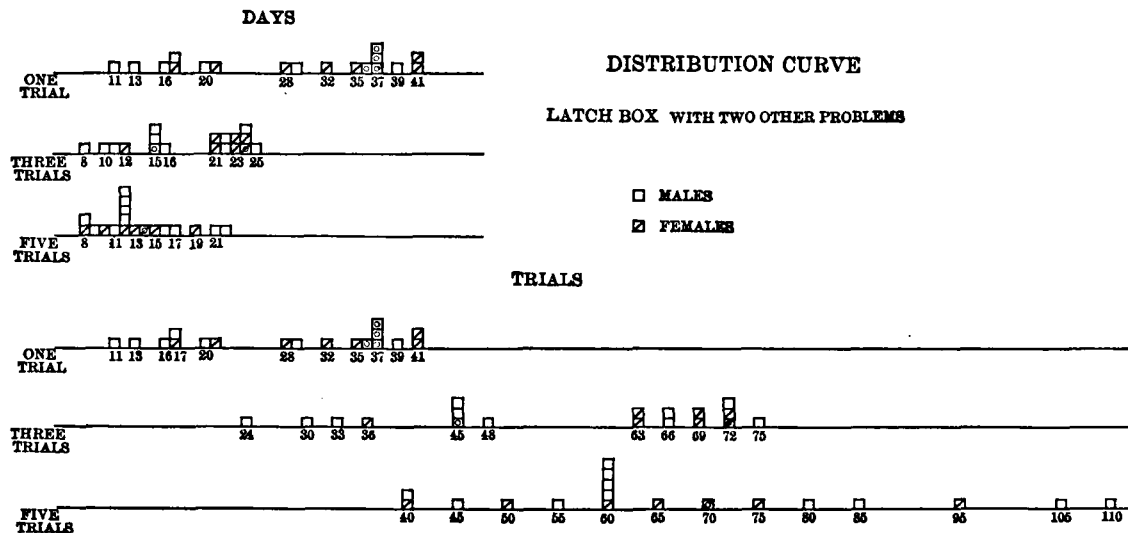 DAYS
11 13 16 20 28 32 35 37 39 41
ONE
TRIAL
DISTRIBUTION CURVE
LATCH BOX WITH TWO OTHER PROBLEMS
8 10 12 15 16 21 23 25
THREE
TRIALS
MALES
FEMALES
8 11 13 15 17 19 21
FIVE
TRIALS
TRIALS
11 13 16 17 20 28 32 35 37 39 41
ONE
TRIAL
24 30 33 36 45 48 63 66 69 72 75
THREE
TRIALS
40 45 50 55 60 65 70 75 80 85 95 105 110
FIVE
TRIALS